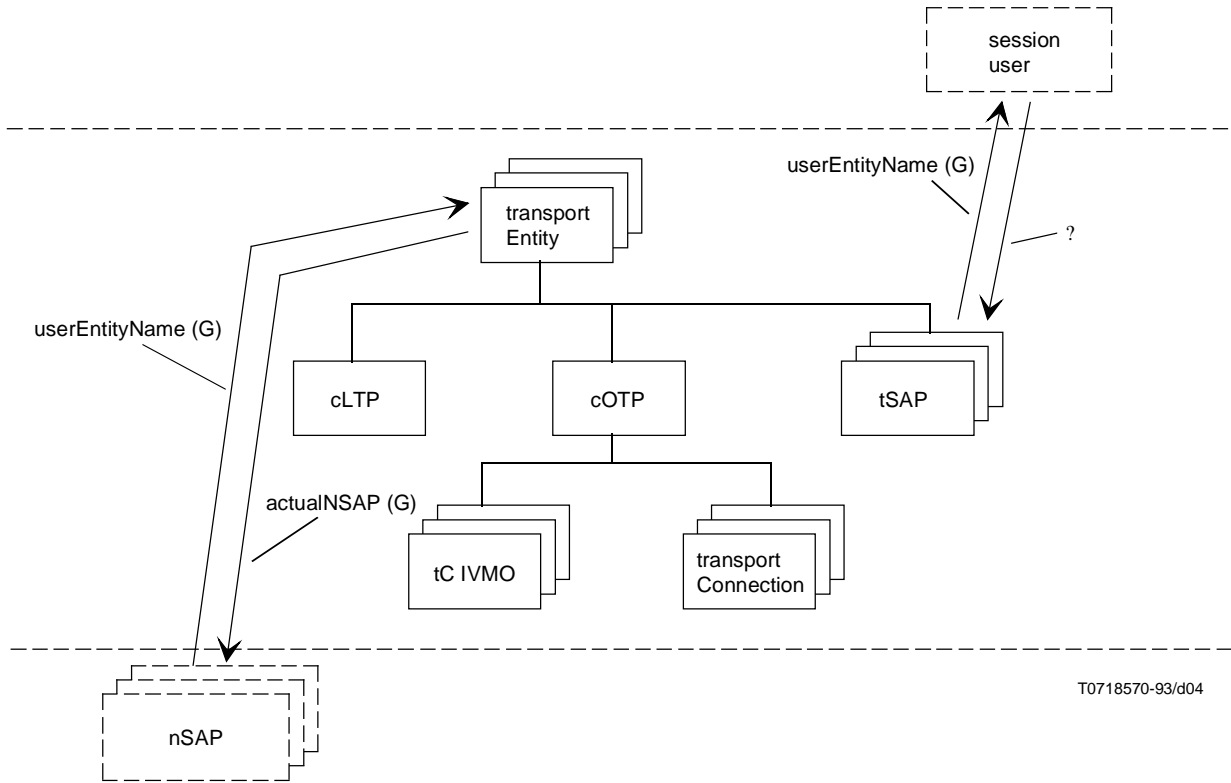 session
user
userEntityName (G)
transport
Entity
?
userEntityName (G)
cLTP
cOTP
tSAP
actualNSAP (G)
tC IVMO
transport
Connection
T0718570-93/d04
nSAP